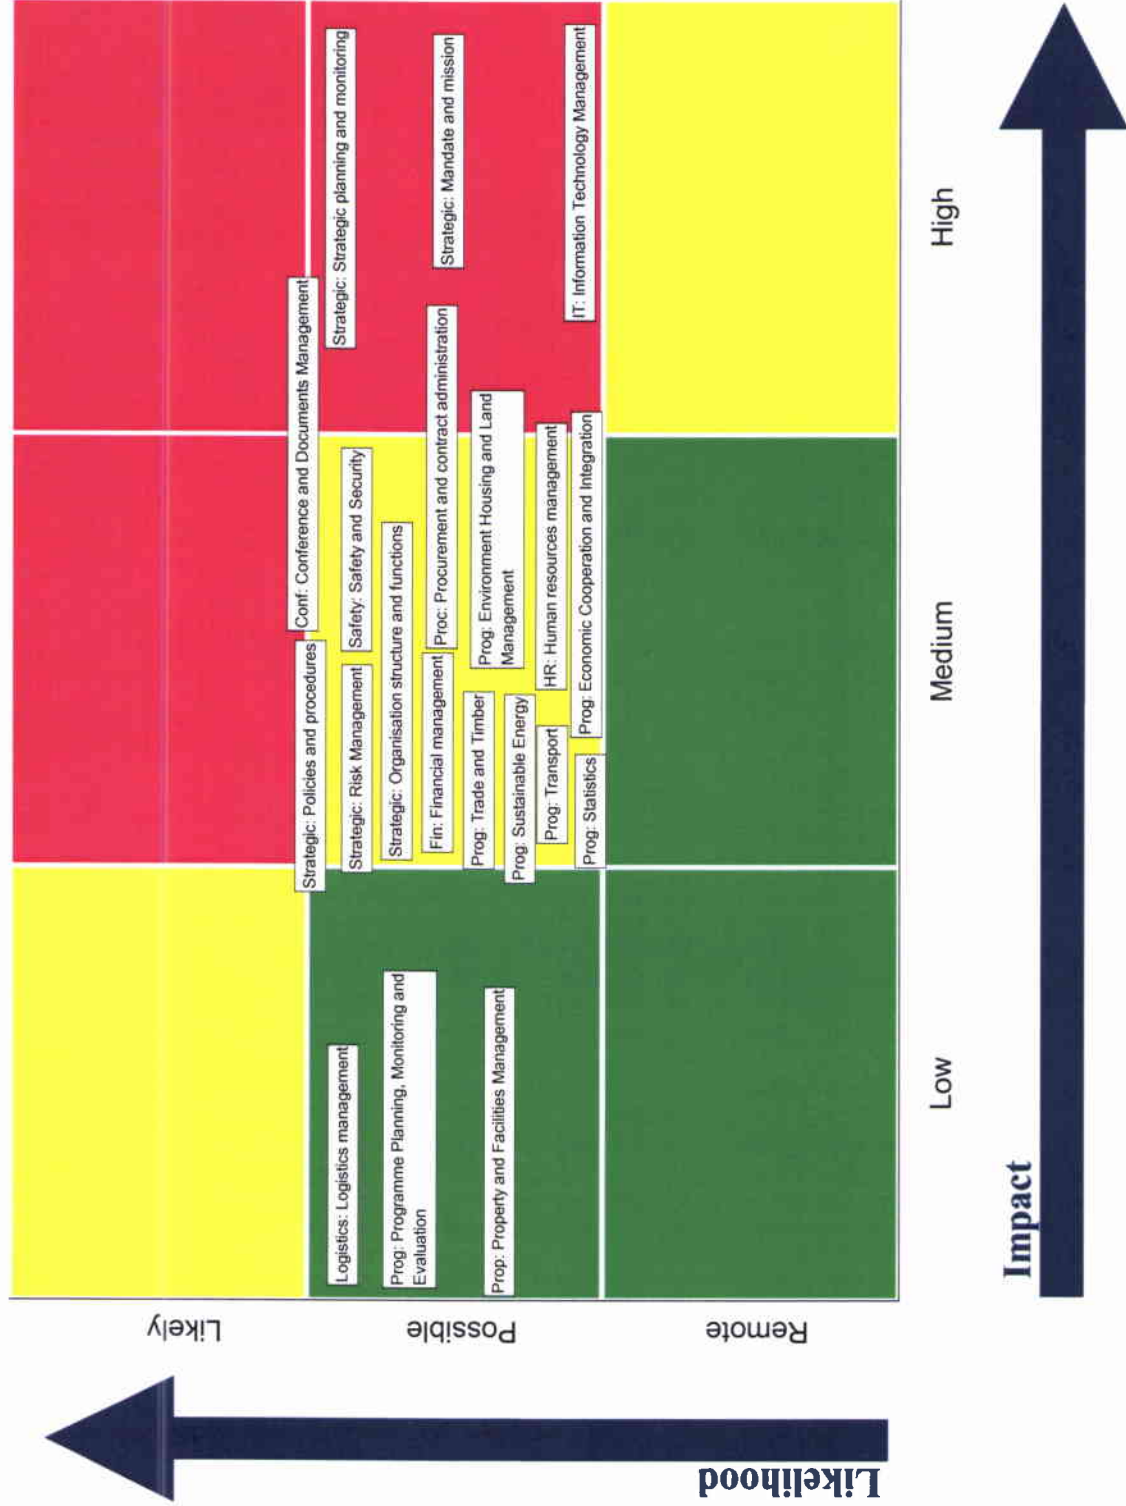 Likelihood
Likely
Possible
Remote
Conf: Conference and Documents Management
Strategic: Policies and procedures
Strategic: Strategic planning and monitoring
Logistics: Logistics management
Strategic: Risk Management
Safety: Safety and Security
Prog: Programme Planning, Monitoring and
Evaluation
Strategic: Organisation structure and functions
Fin: Financial management
Proc: Procurement and contract administration
Strategic: Mandate and mission
Prog: Trade and Timber
Prog: Environment Housing and Land
Management
Prop: Property and Facilities Management
Prog: Sustainable Energy
Prog: Transport
HR: Human resources management
IT: Information Technology Management
Prog: Statistics
Prog: Economic Cooperation and Integration
Low
Medium
High
Impact